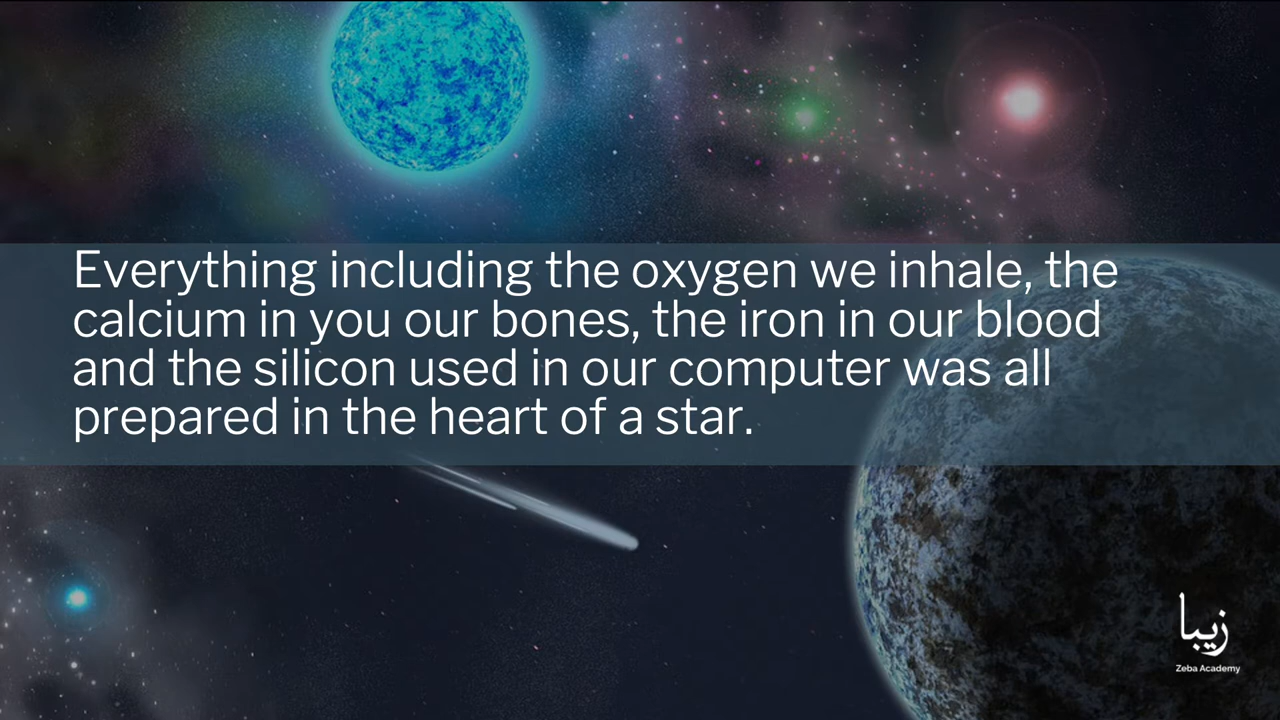 Everything including the oxygen we inhale, the
calcium in you our bones, the iron in our blood
and the silicon used in our computer was all
prepared in the heart of a star.
زیبا
Zeba Academy